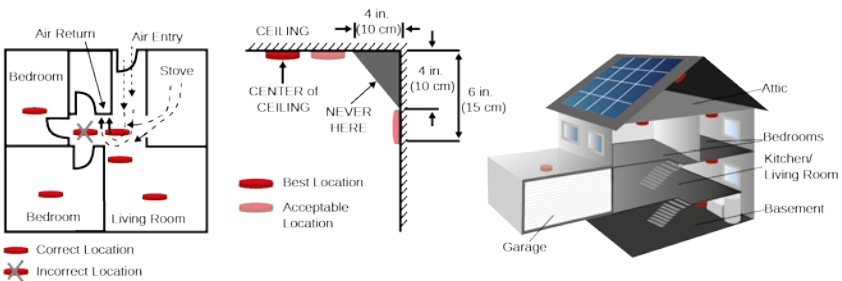 Air Return
Air Entry
Bedroom
Stove
Bedroom
Living Room
Correct Location
Incorrect Location
CEILING
4 in.
(10 cm)
CENTER of
CEILING
NEVER
HERE
4 in.
(10 cm)
6 in.
(15 cm)
Best Location
Acceptable
Location
Attic
Bedrooms
Kitchen/
Living Room
Basement
Garage